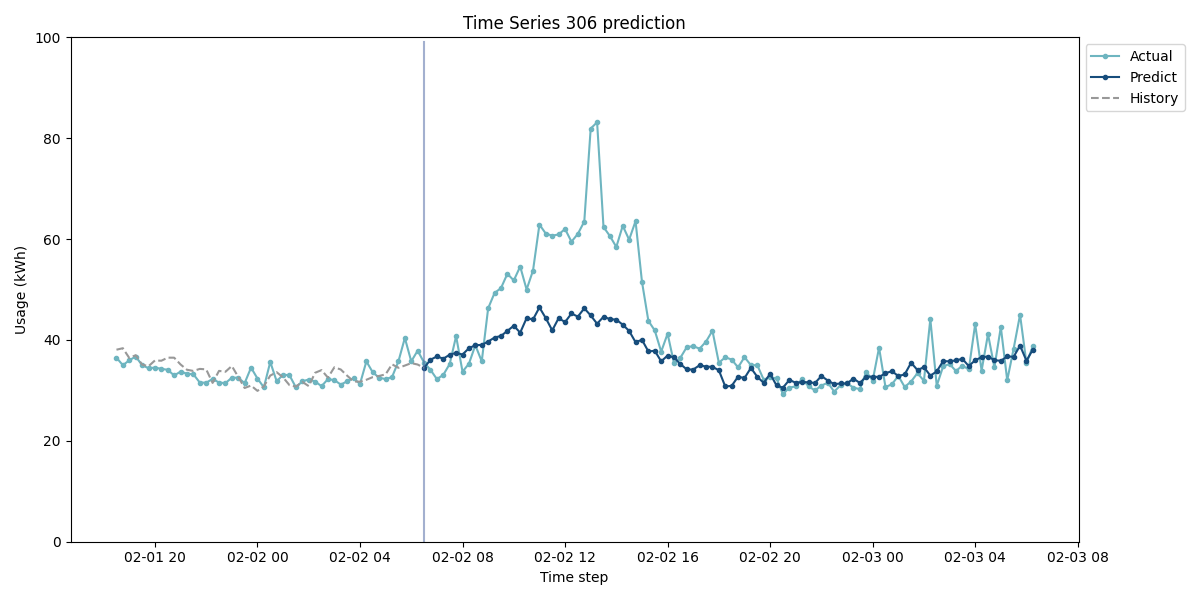 Time Series 306 prediction
Usage (kWh)
100
80
60
40
20
0
02-01 20
02-02 00
02-02 04
02-02 08
02-02 12
02-02 16
02-02 20
02-03 00
02-03 04
02-03 08
Time step
Actual
Predict
History